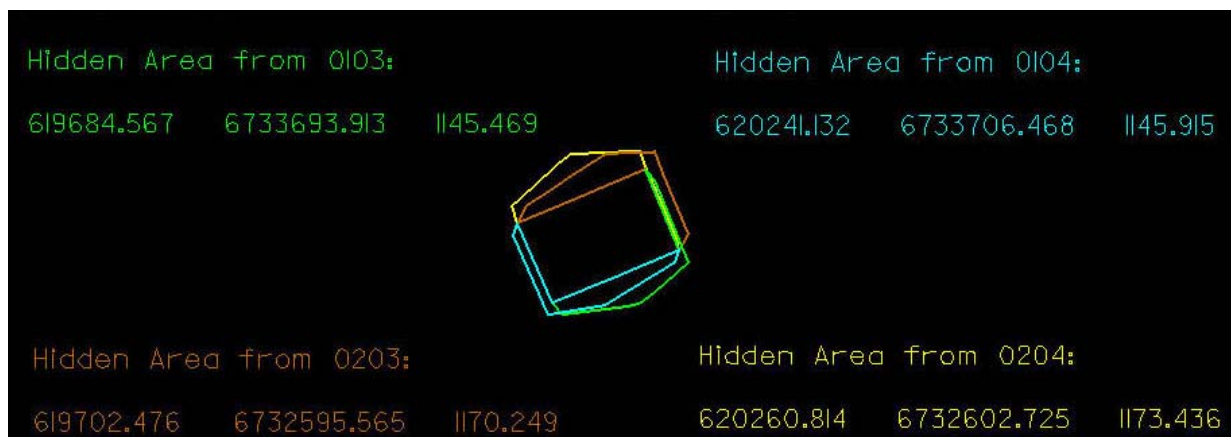 Hidden Area from 0103:
Hidden Area from 0104:
619684.567 6733693.913 1145.469
620241.132 6733706.468 1145.915
Hidden Area from 0203:
Hidden Area from 0204:
619702.476 6732595.565 1170.249
620260.814 6732602.725 1173.436